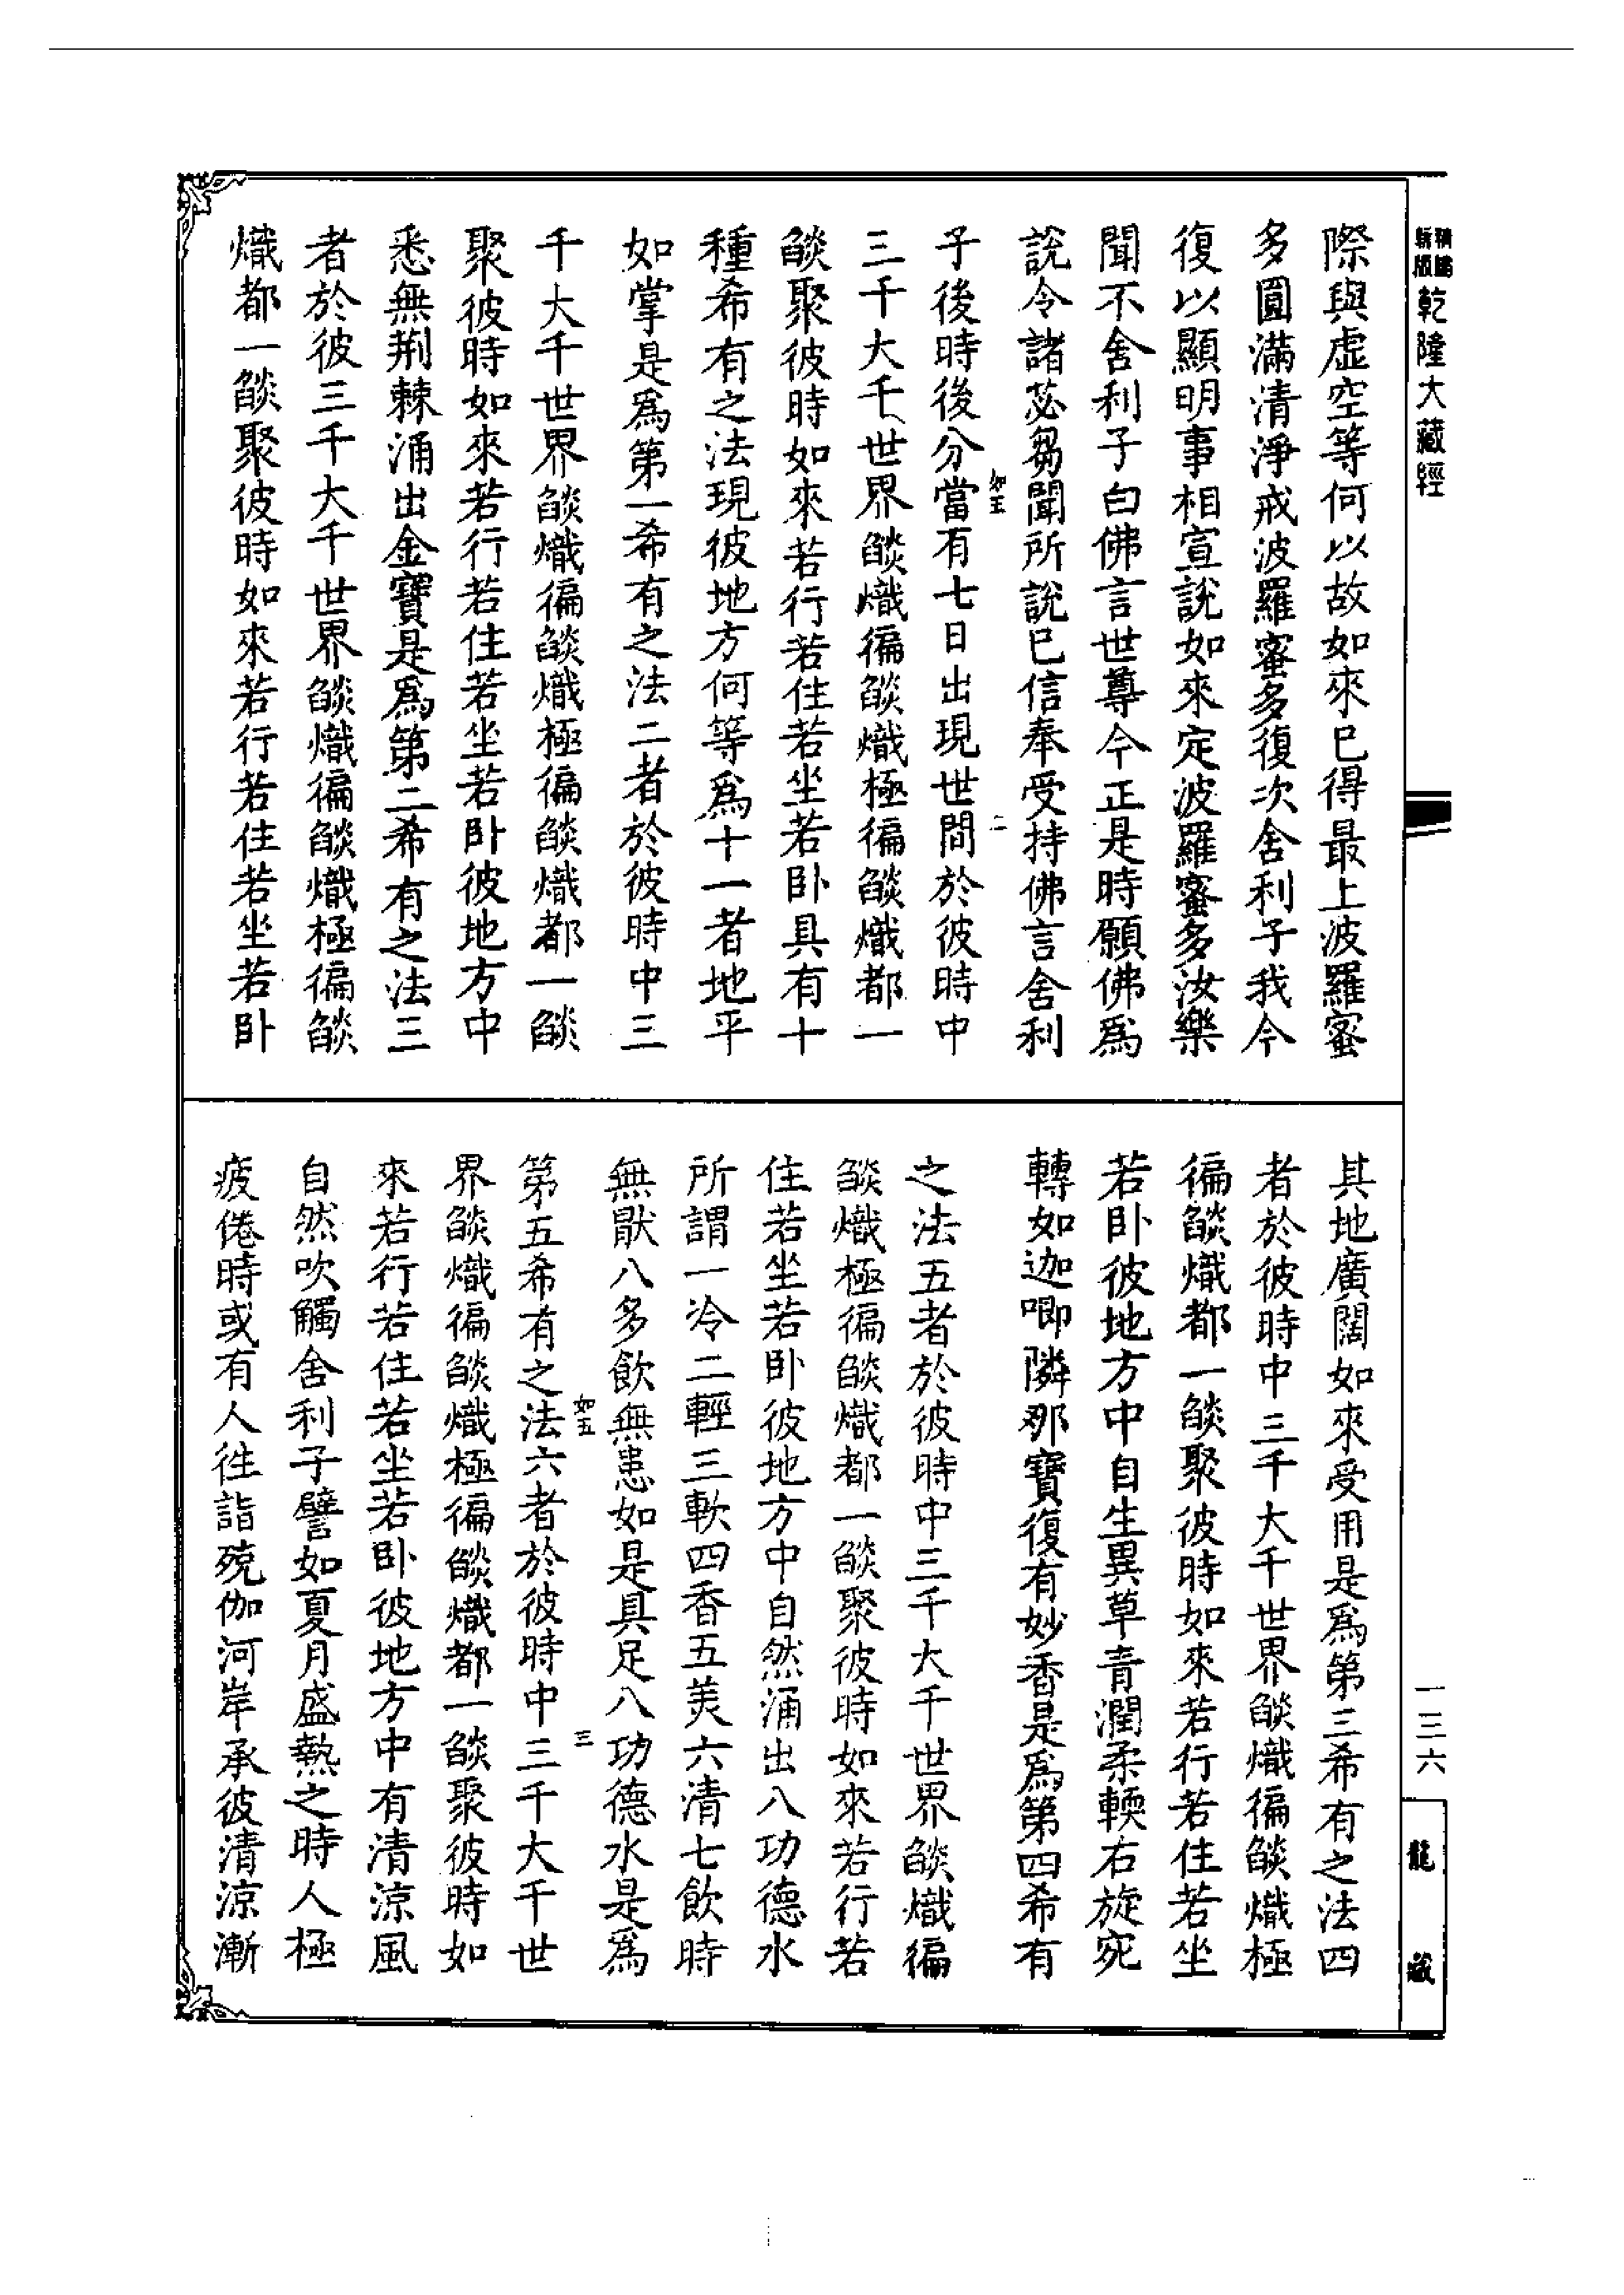 乾隆大藏經
際與虛空等何以故如來已得最上波羅蜜
多圓滿清淨戒波羅蜜多復次舍利子我今
復以顯明事相宣說如來定波羅蜜多汝樂
聞不舍利子白佛言世尊今正是時願佛爲
說令諸苾芻聞所說已信奉受持佛言舍利
子後時後分當有七日出現世間於彼時中
三千大千世界燄熾徧燄熾極徧燄熾都一
燄聚彼時如來若行若住若坐若卧具有十
種希有之法現彼地方何等爲十一者地平
如掌是爲第一希有之法二者於彼時中三
千大千世界燄熾徧燄熾極徧燄熾都一燄
聚彼時如來若行若住若坐若卧彼地方中
悉無荆棘涌出金寶是爲第二希有之法三
者於彼三千大千世界燄熾徧燄熾極徧燄
熾都一燄聚彼時如來若行若住若坐若卧
其地廣闊如來受用是爲第三希有之法四
者於彼時中三千大千世界燄熾徧燄熾極
徧燄熾都一燄聚彼時如來若行若住若坐
若卧彼地方中自生異草青潤柔輭右旋宛
轉如迦唧隣那寶復有妙香是爲第四希有
之法五者於彼時中三千大千世界燄熾徧
燄熾極徧燄熾都一燄聚彼時如來若行若
住若坐若卧彼地方中自然涌出八功德水
所謂一冷二輕三軟四香五美六清七飲時
無猒八多飲無患如是具足八功德水是爲
第五希有之法六者於彼時中三千大千世
界燄熾徧燄熾極徧燄熾都一燄聚彼時如
來若行若住若坐若卧彼地方中有清涼風
自然吹觸舍利子譬如夏月盛熱之時人極
疲倦時或有人徃詣殑伽河岸承彼清涼漸
如五
二
如五
三
一三六
龍藏